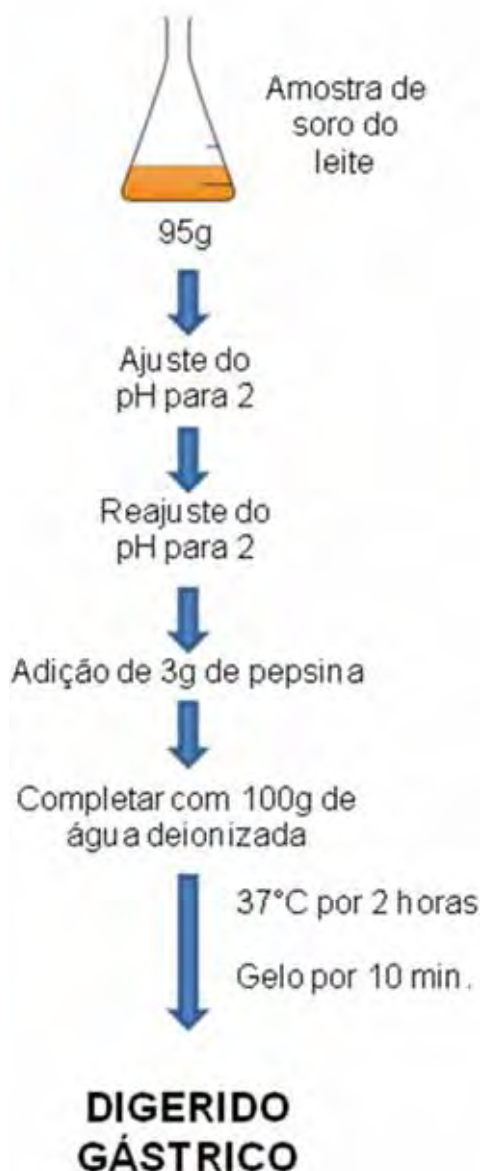 Amostra de
soro do
leite
95g
Ajuste do
pH para 2
Reajuste do
pH para 2
Adição de 3g de pepsina
Completar com 100g de
água deionizada
37°C por 2 horas
Gelo por 10 min.
DIGERIDO
GÁSTRICO